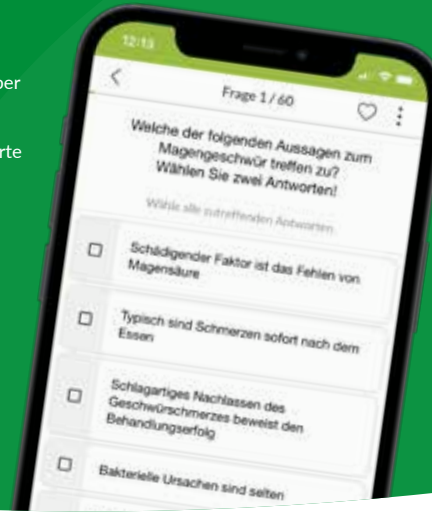 ber
rte
12:13
Frage 1/60
Welche der folgenden Aussagen zum
Magengeschwür treffen zu?
Wählen Sie zwei Antworten!
Wähle alle zutreffenden Antworten
Schädigender Faktor ist das Fehlen von
Magensäure
Typisch sind Schmerzen sofort nach dem
Essen
Schlagartiges Nachlassen des
Geschwürschmerzes beweist den
Behandlungserfolg
Bakterielle Ursachen sind selten